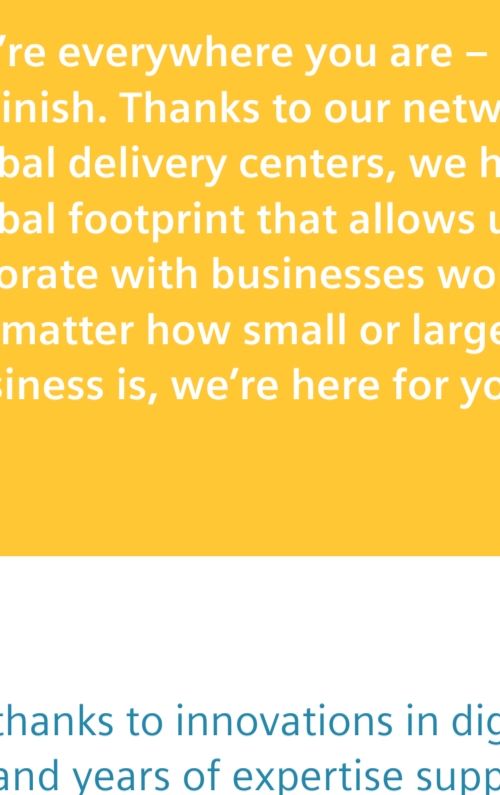 ’re everywhere you are –
inish. Thanks to our netw
bal delivery centers, we h
bal footprint that allows u
orate with businesses wo
matter how small or large
siness is, we’re here for yo
thanks to innovations in dig
and years of expertise supp